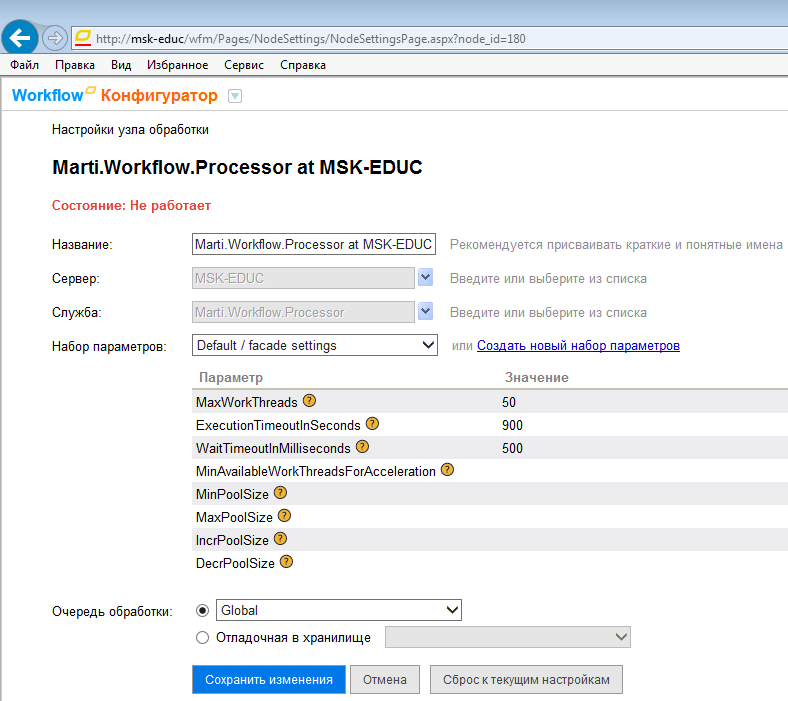 http://msk-educ/wfm/Pages/NodeSettings/NodeSettingsPage.aspx?node_id=180
Файл Правка Вид Избранное Сервис Справка
Workflow Конфигуратор
Настройки узла обработки
Marti.Workflow.Processor at MSK-EDUC
Состояние: Не работает
Название: Marti.Workflow.Processor at MSK-EDUC Рекомендуется присваивать краткие и понятные имена
Сервер: MSK-EDUC Введите или выберите из списка
Служба: Marti.Workflow.Processor Введите или выберите из списка
Набор параметров: Default / facade settings или Создать новый набор параметров
Параметр Значение
MaxWorkThreads ? 50
ExecutionTimeoutInSeconds ? 900
WaitTimeoutInMilliseconds ? 500
MinAvailableWorkThreadsForAcceleration ?
MinPoolSize ?
MaxPoolSize ?
IncrPoolSize ?
DecrPoolSize ?
Очередь обработки: Global
Отладочная в хранилище
Сохранить изменения Отмена Сброс к текущим настройкам